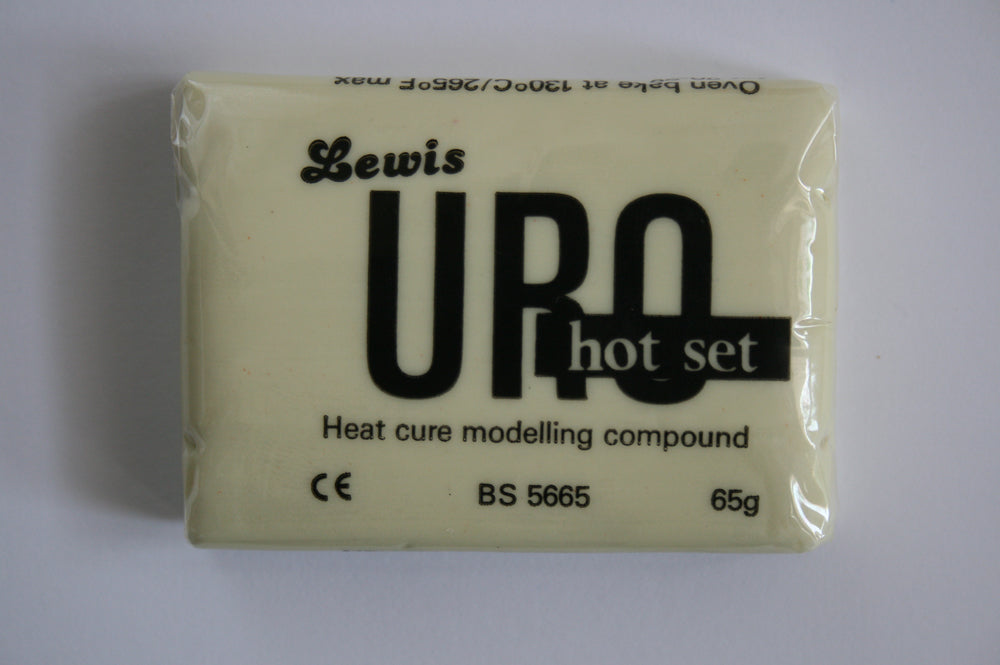 Oven bake at 130°C/265°F max
Lewis
URO
hot set
Heat cure modelling compound
CE BS 5665 65g